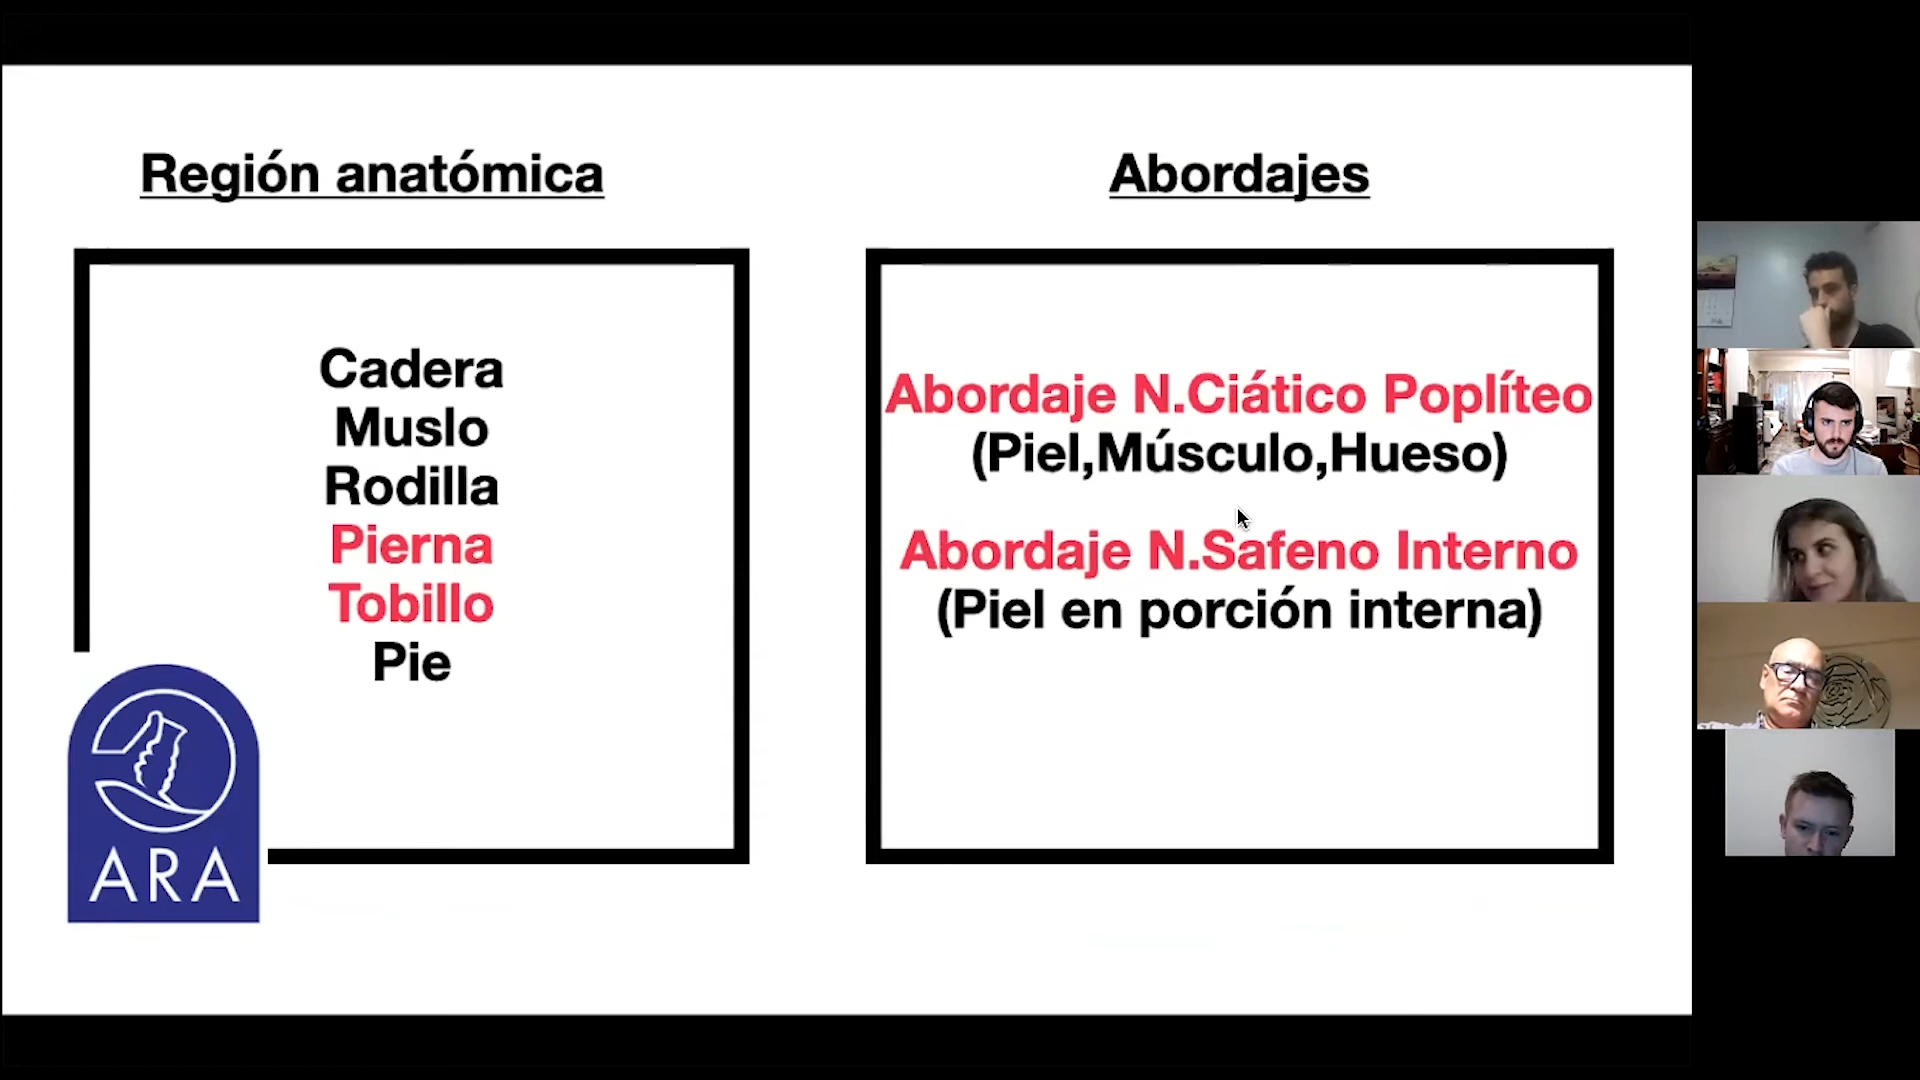 Región anatómica
Abordajes
Cadera
Muslo
Rodilla
Pierna
Tobillo
Pie
Abordaje N.Ciático Poplíteo
(Piel,Músculo,Hueso)
Abordaje N.Safeno Interno
(Piel en porción interna)
ARA